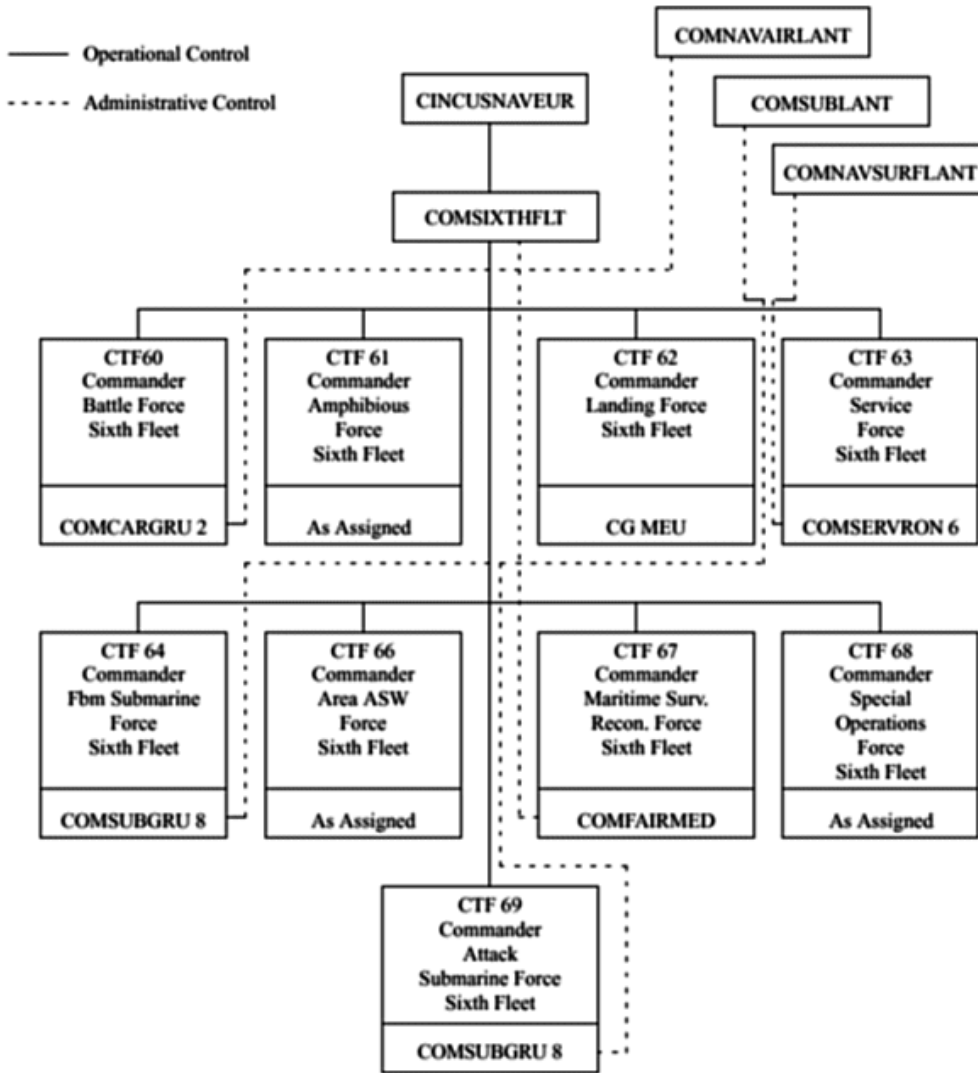 COMNAVAIRLANT
Operational Control
CINCUSNAVEUR
COMSUBLANT
Administrative Control
COMNAVSURFLANT
COMSIXTHFLT
CTF60
Commander
Battle Force
Sixth Fleet
COMCARGRU 2
CTF 61
Commander
Amphibious
Force
Sixth Fleet
As Assigned
CTF 62
Commander
Landing Force
Sixth Fleet
CG MEU
CTF 63
Commander
Service
Force
Sixth Fleet
COMSERVRON 6
CTF 64
Commander
Fbm Submarine
Force
Sixth Fleet
COMSUBGRU 8
CTF 66
Commander
Area ASW
Force
Sixth Fleet
As Assigned
CTF 67
Commander
Maritime Surv.
Recon. Force
Sixth Fleet
COMFAIRMED
CTF 68
Commander
Special
Operations
Force
Sixth Fleet
As Assigned
CTF 69
Commander
Attack
Submarine Force
Sixth Fleet
COMSUBGRU 8